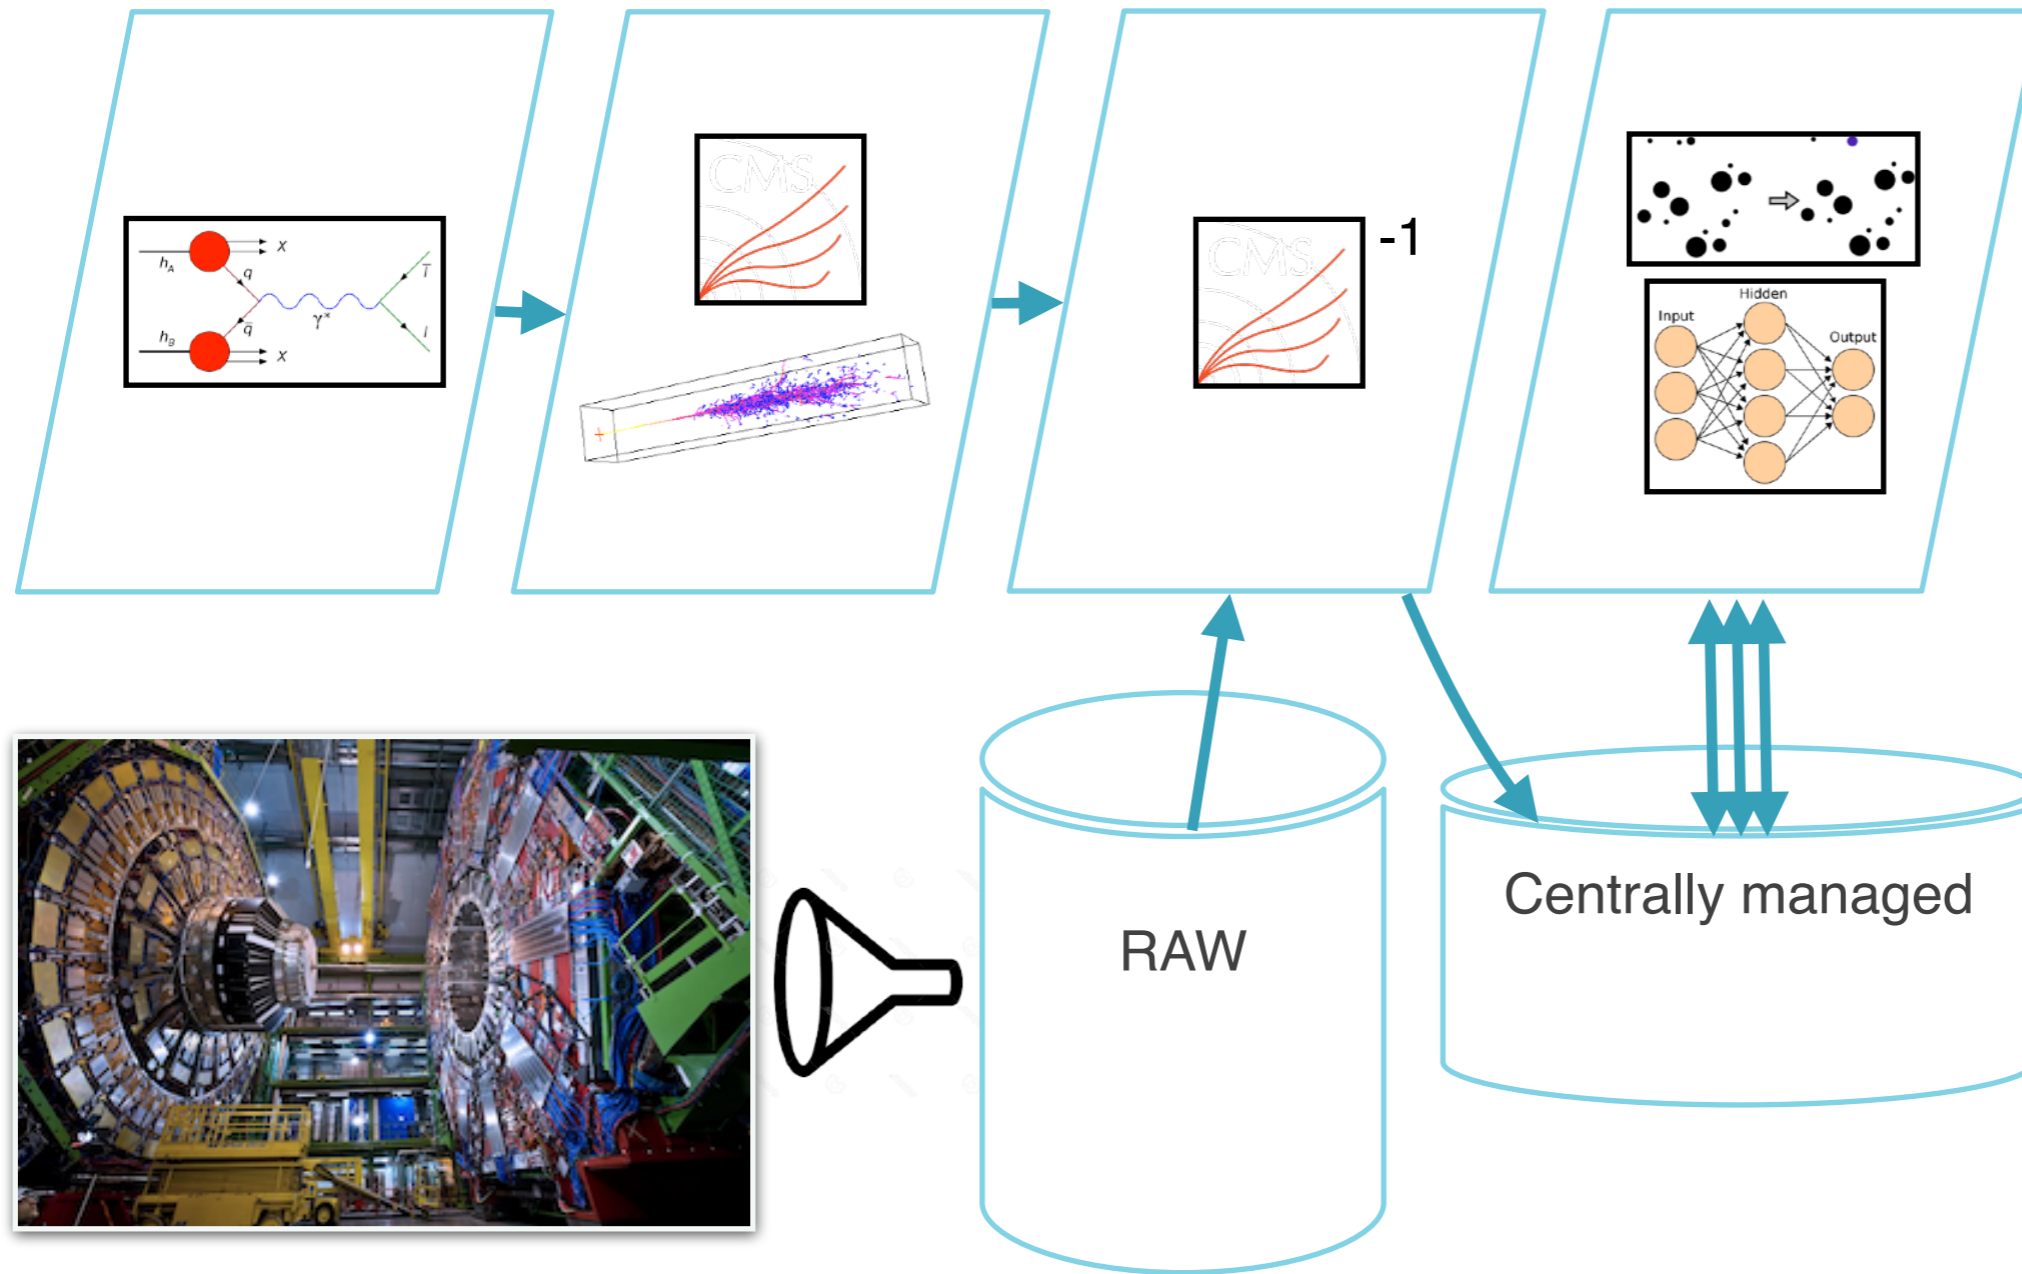 h_A
X
q
q̅
h_B
X
γ*
l̅
l
CMS
CMS
-1
Input
Hidden
Output
RAW
Centrally managed